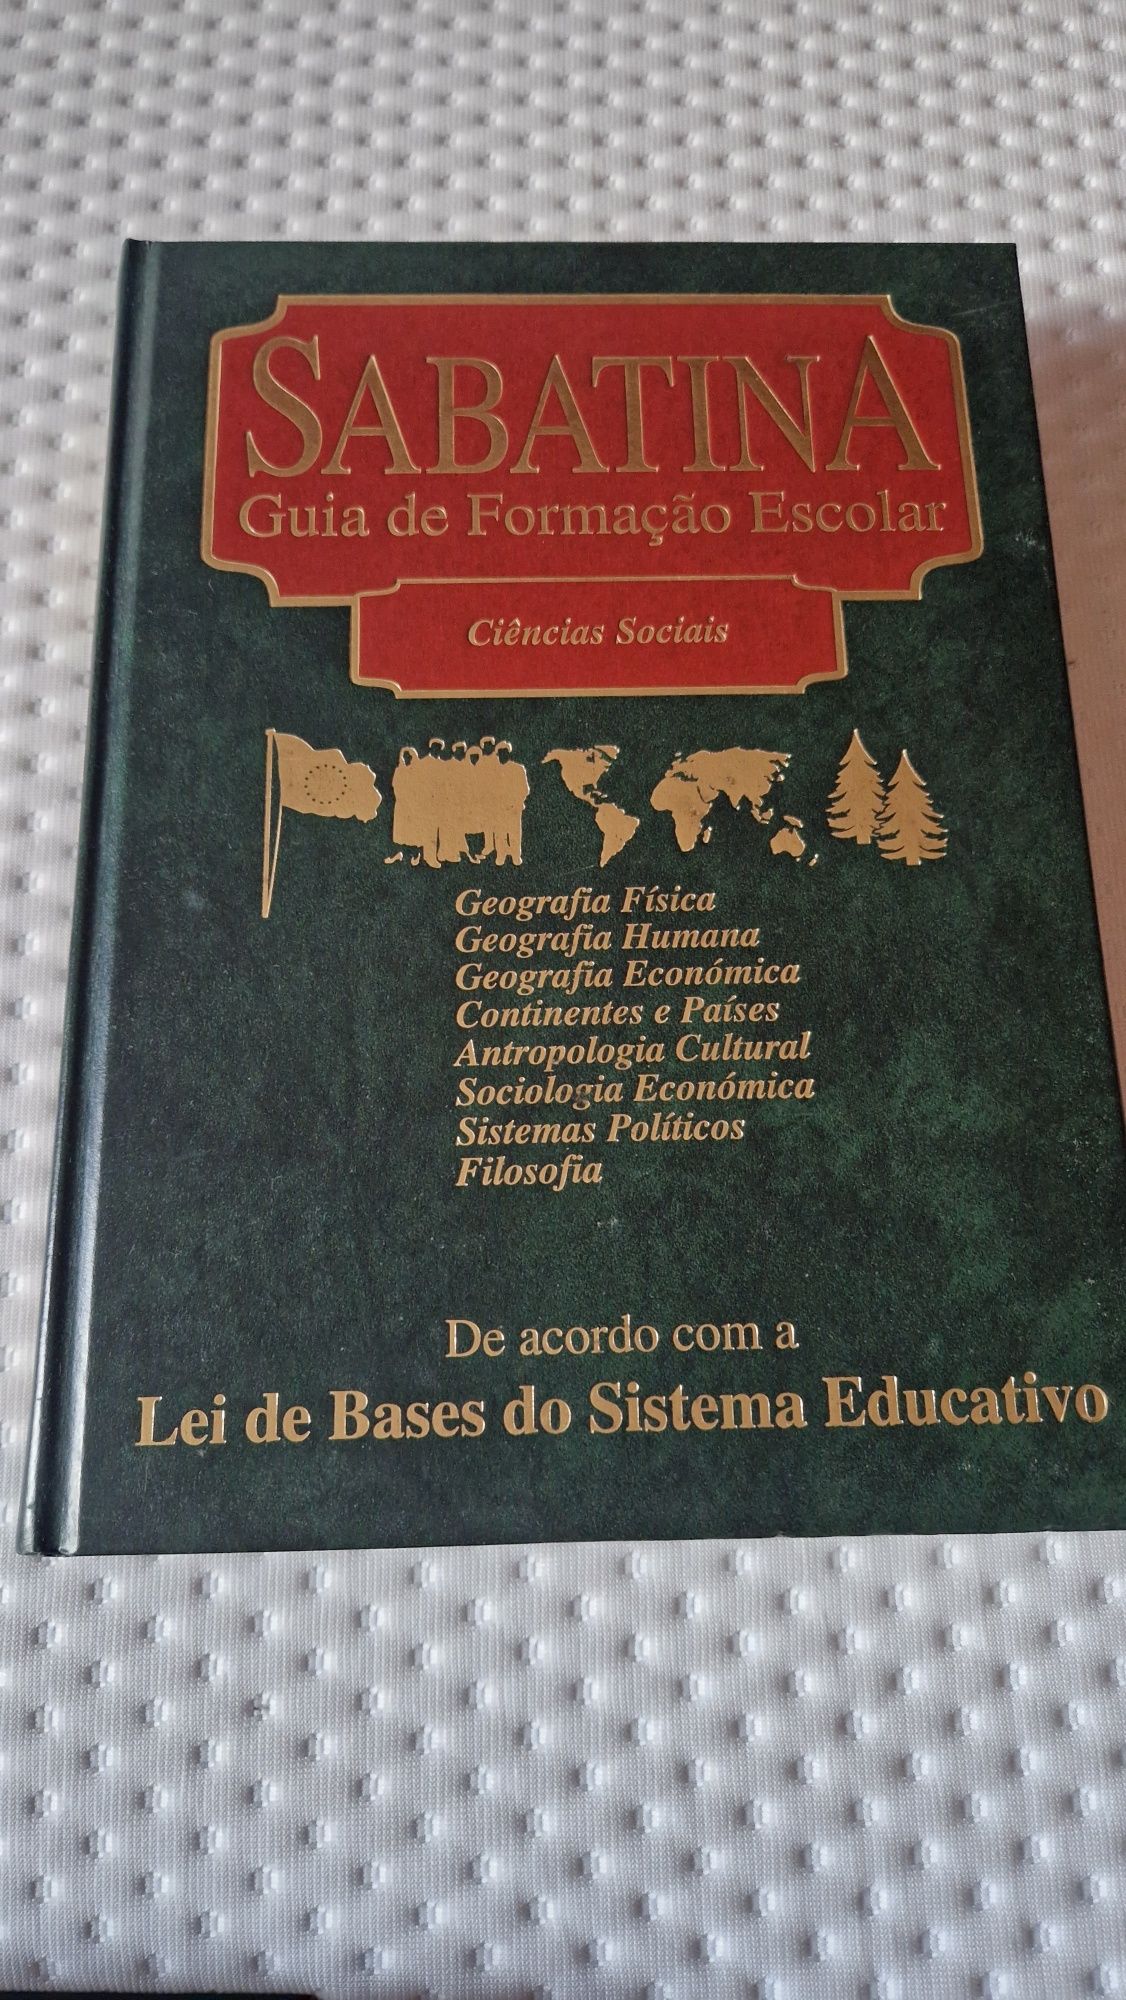 SABATINA
Guia de Formação Escolar
Ciências Sociais
Geografia Física
Geografia Humana
Geografia Económica
Continentes e Países
Antropologia Cultural
Sociologia Económica
Sistemas Políticos
Filosofia
De acordo com a
Lei de Bases do Sistema Educativo